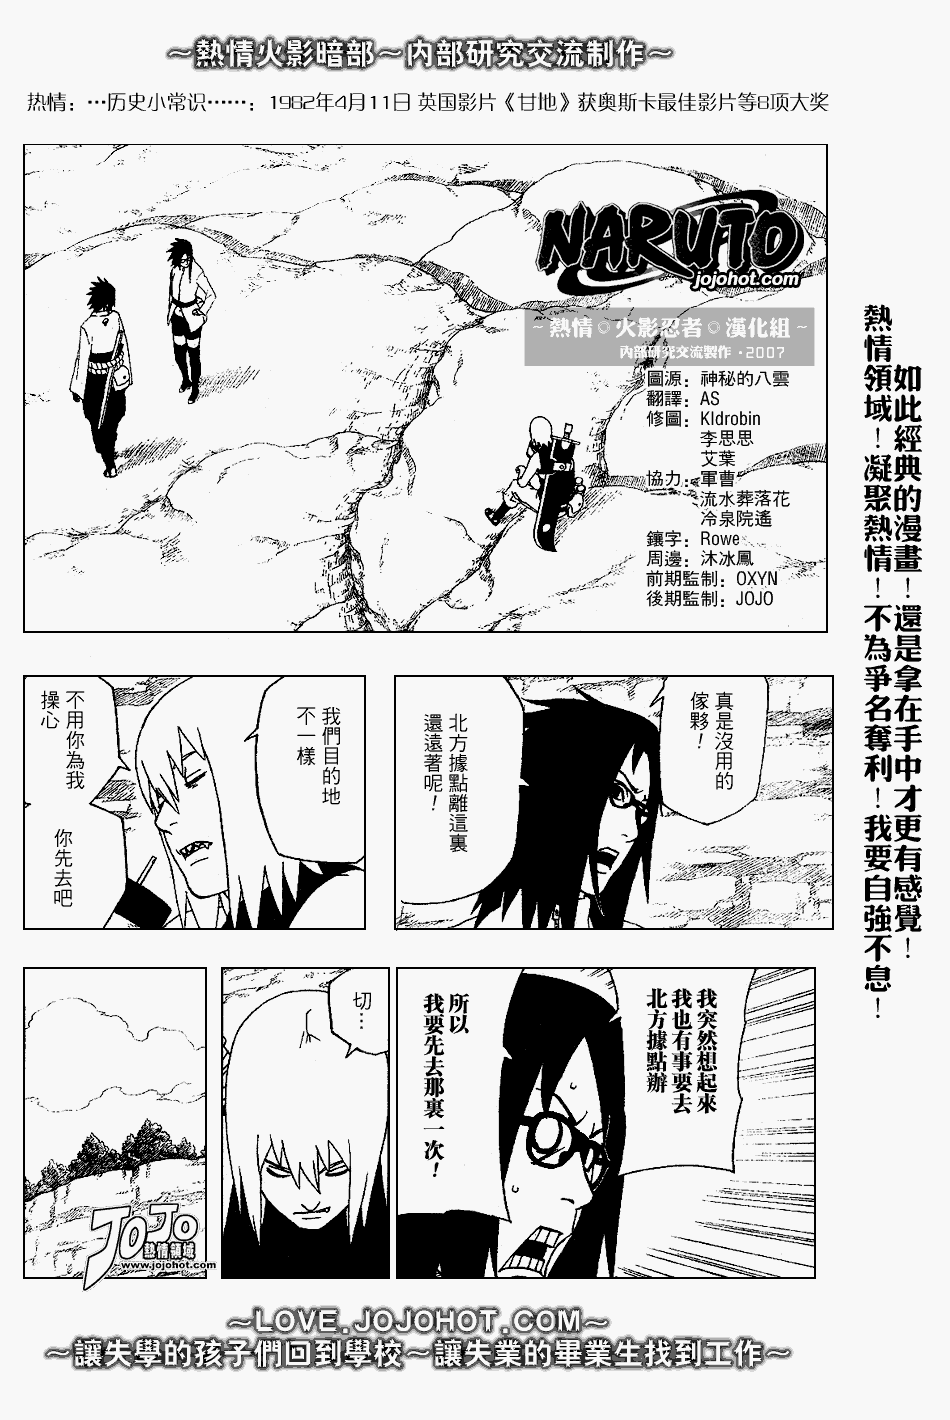 ～熱情火影暗部～内部研究交流制作～
热情：…历史小常识……：1982年4月11日 英国影片《甘地》获奥斯卡最佳影片等8项大奖
NARUTO
jojohot.com
~ 熱情◎火影忍者◎漢化組 ~
內部研究交流製作・2007
圖源：神秘的八雲
翻譯：AS
修圖：KIdrobin
李思思
艾葉
協力：軍曹
流水葬落花
冷泉院遙
鑲字：Rowe
周邊：沐冰鳳
前期監制：OXYN
後期監制：JOJO
如此經典的漫畫！還是拿在手中才更有感覺！
熱情領域！凝聚熱情！不為爭名奪利！我要自強不息！
真是沒用的
傢夥！
北方據點離這裏
還遠著呢！
我們目的地
不一樣
不用你為我
操心
你先去吧
我突然想起來
我也有事要去
北方據點辦
所以
我要先去那裏一次！
切…
JOJO
熱情領域
www.jojohot.com
～LOVE.JOJOHOT.COM～
～讓失學的孩子們回到學校～讓失業的畢業生找到工作～